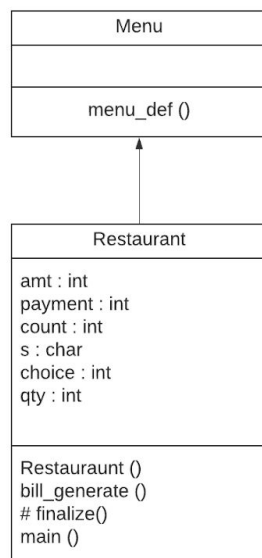 Menu
menu_def ()
Restaurant
amt : int
payment : int
count : int
s : char
choice : int
qty : int
Restauraunt ()
bill_generate ()
# finalize()
main ()